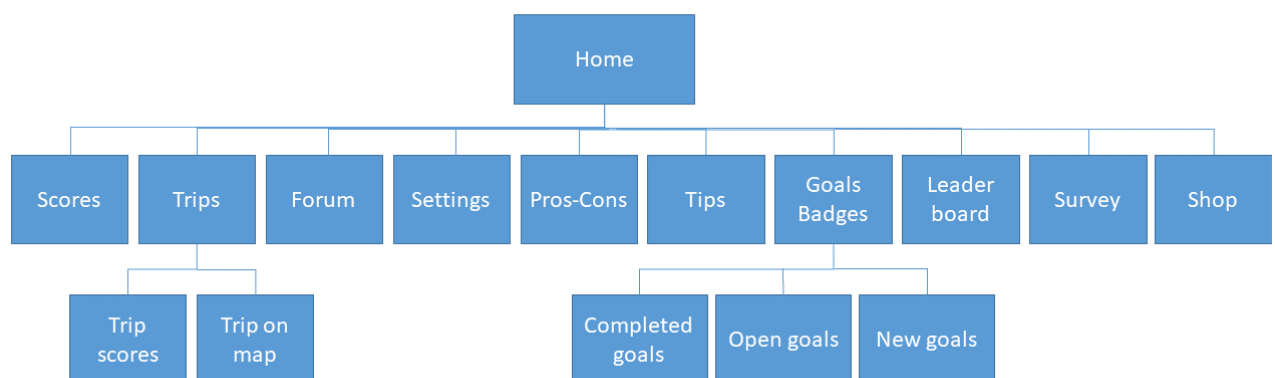 Home
Scores
Trips
Forum
Settings
Pros-Cons
Tips
Goals
Badges
Leader
board
Survey
Shop
Trip
scores
Trip on
map
Completed
goals
Open goals
New goals